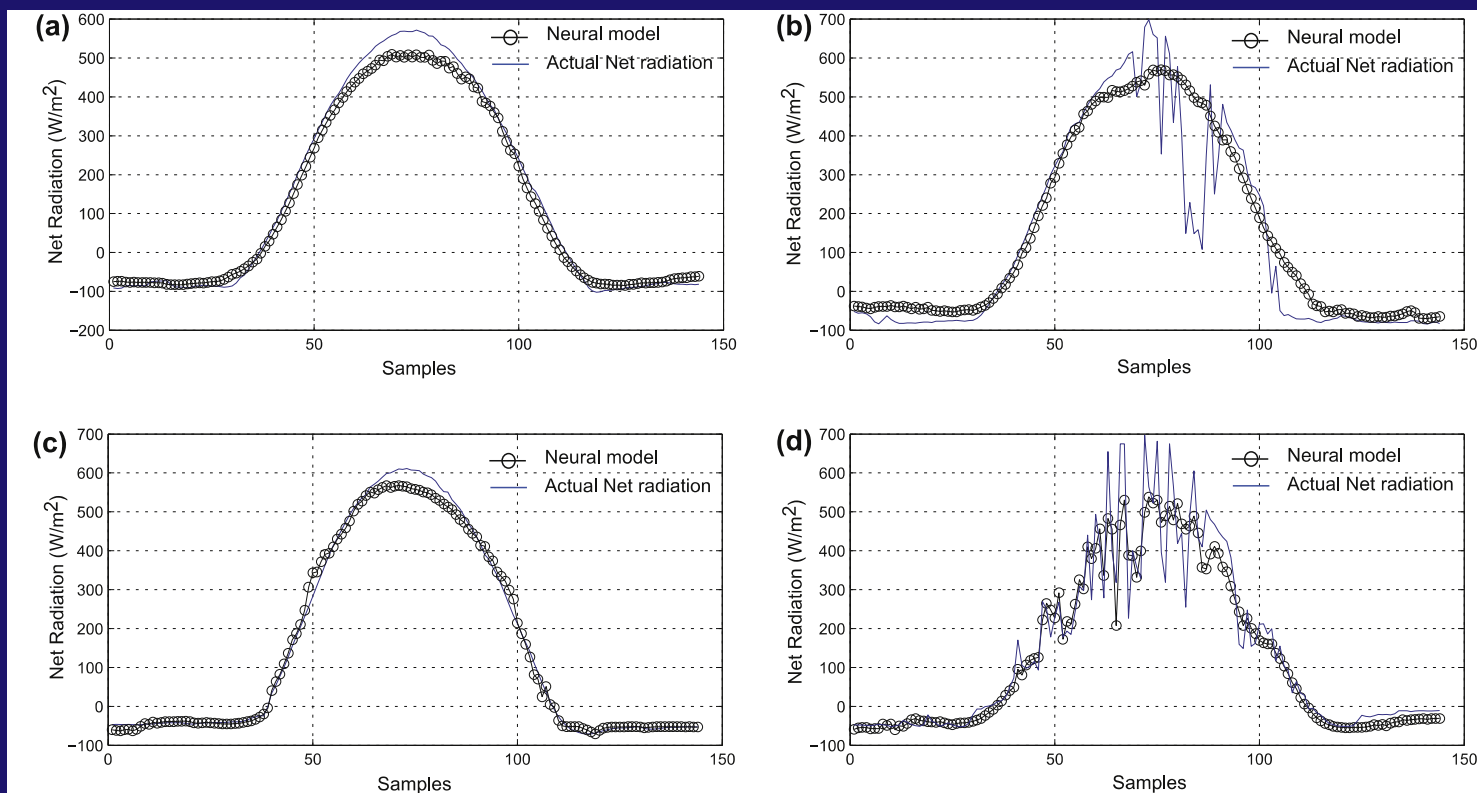 (a)
Neural model
Actual Net radiation
Net Radiation (W/m²)
600
500
400
300
200
100
0
−100
−200
0
50
100
150
Samples
(b)
Neural model
Actual Net radiation
Net Radiation (W/m²)
700
600
500
400
300
200
100
0
−100
0
50
100
150
Samples
(c)
Neural model
Actual Net radiation
Net Radiation (W/m²)
700
600
500
400
300
200
100
0
−100
0
50
100
150
Samples
(d)
Neural model
Actual Net radiation
Net Radiation (W/m²)
700
600
500
400
300
200
100
0
−100
0
50
100
150
Samples